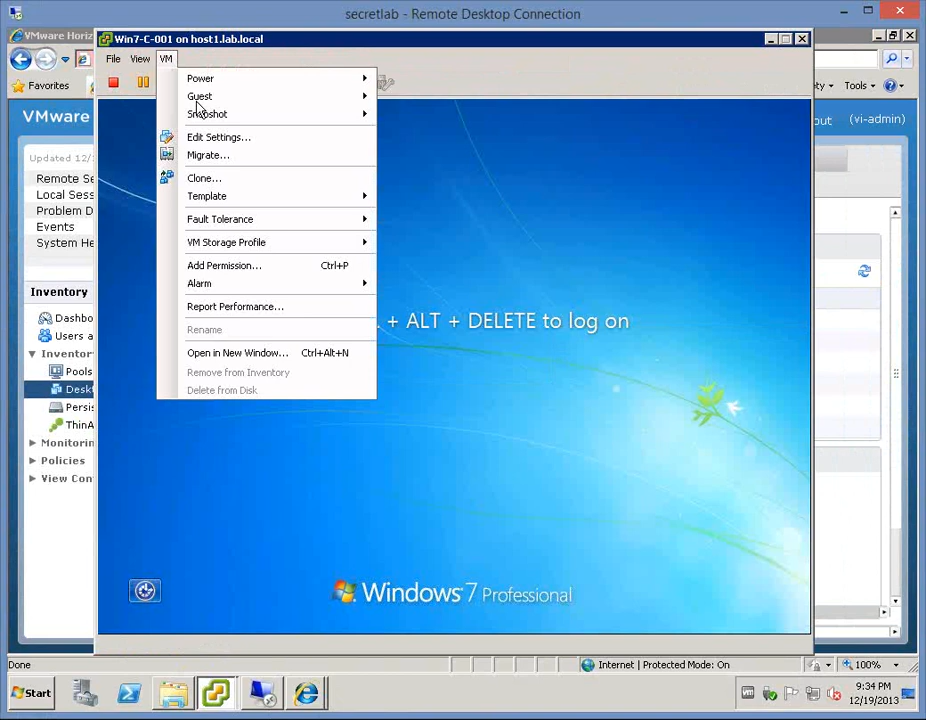 secretlab - Remote Desktop Connection
VMware Horiz
Win7-C-001 on host1.lab.local
File View VM
Favorites
Tools
VMware
out (vi-admin)
Updated 12/
Remote Se
Local Sess
Problem D
Events
System He
Inventory
Dashbo
Users a
Inventor
Pools
Deskt
Persis
ThinA
Monitorin
Policies
View Con
Power
Guest
Snapshot
Edit Settings...
Migrate...
Clone...
Template
Fault Tolerance
VM Storage Profile
Add Permission... Ctrl+P
Alarm
Report Performance...
Rename
Open in New Window... Ctrl+Alt+N
Remove from Inventory
Delete from Disk
. + ALT + DELETE to log on
Windows 7 Professional
Done
Internet | Protected Mode: On
100%
Start
9:34 PM
12/19/2013